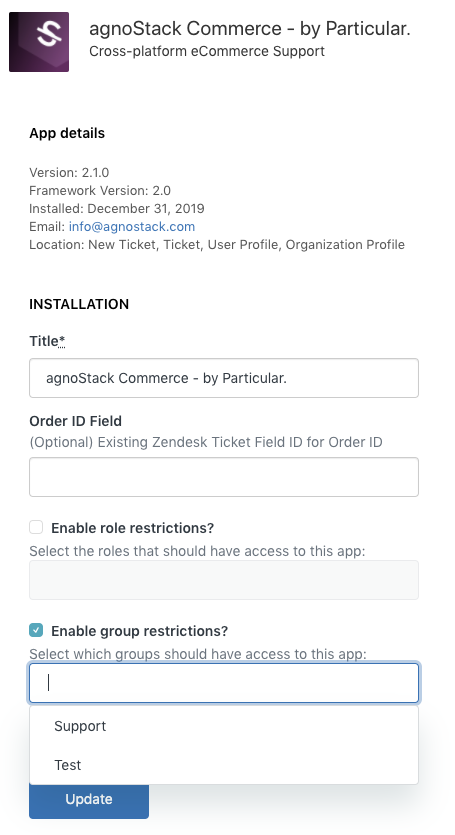 agnoStack Commerce - by Particular.
Cross-platform eCommerce Support
App details
Version: 2.1.0
Framework Version: 2.0
Installed: December 31, 2019
Email: info@agnostack.com
Location: New Ticket, Ticket, User Profile, Organization Profile
INSTALLATION
Title*
agnoStack Commerce - by Particular.
Order ID Field
(Optional) Existing Zendesk Ticket Field ID for Order ID
Enable role restrictions?
Select the roles that should have access to this app:
Enable group restrictions?
Select which groups should have access to this app:
Support
Test
Update